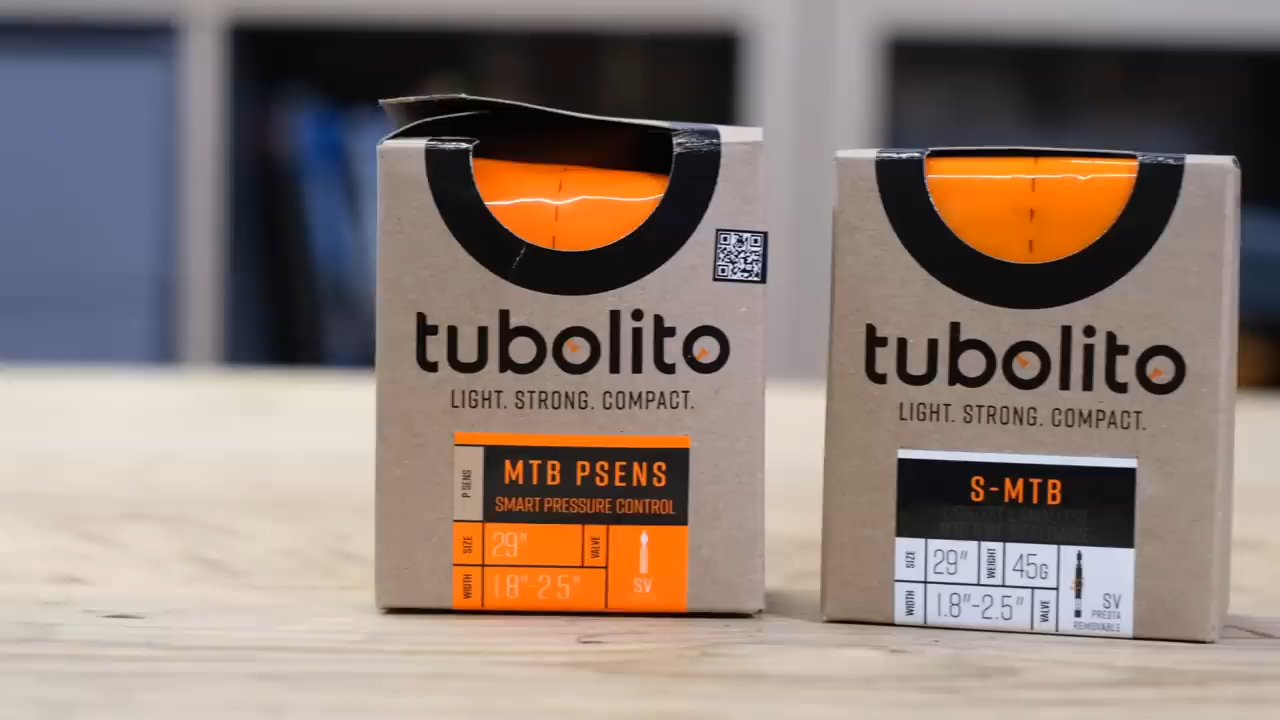 tubolito
LIGHT. STRONG. COMPACT.
P SENS
MTB PSENS
SMART PRESSURE CONTROL
SIZE
29"
VALVE
WIDTH
1.8"-2.5"
SV
tubolito
LIGHT. STRONG. COMPACT.
S-MTB
SIZE
29"
WEIGHT
45G
WIDTH
1.8"-2.5"
VALVE
SV
PRESTA
REMOVABLE